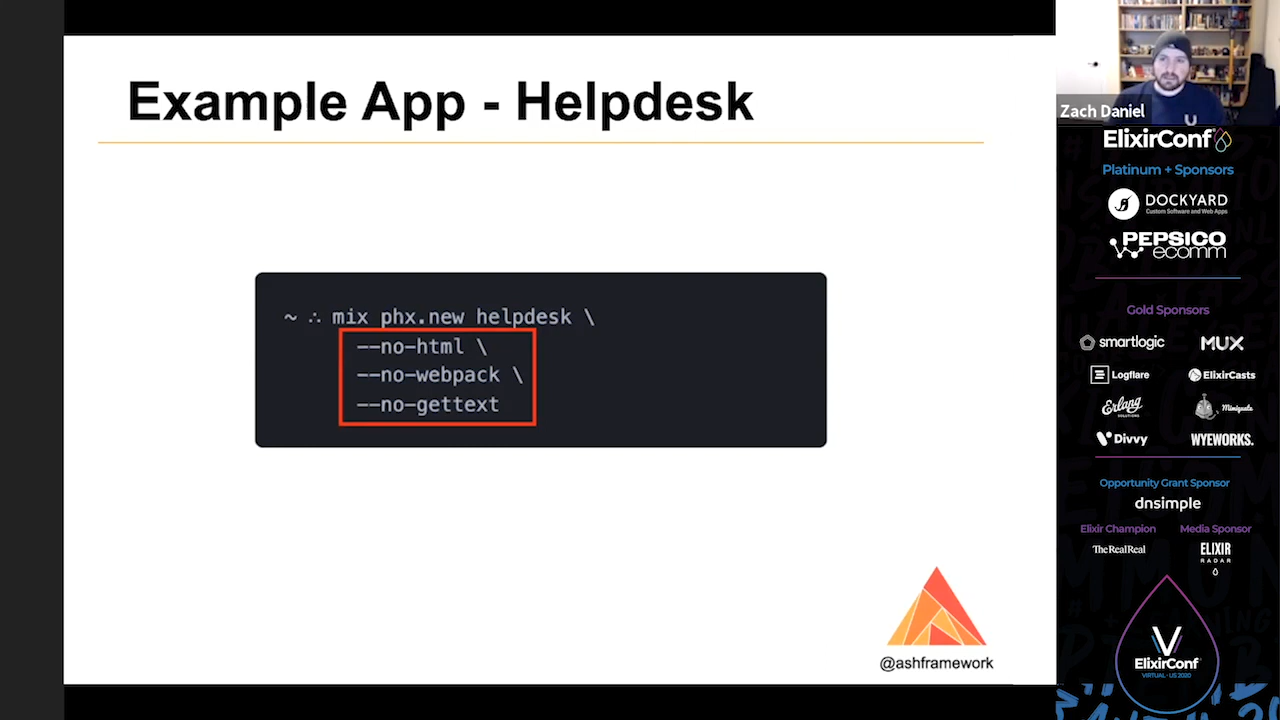 Example App - Helpdesk
~ ∴ mix phx.new helpdesk \
--no-html \
--no-webpack \
--no-gettext
@ashframework
Zach Daniel
ElixirConf
Platinum + Sponsors
DOCKYARD
Custom Software and Web Apps
PEPSICO
ecomm
Gold Sponsors
smartlogic
MUX
Logflare
ElixirCasts
Erlang
SOLUTIONS
Miniquate
Divvy
WYEWORKS.
Opportunity Grant Sponsor
dnsimple
Elixir Champion
Media Sponsor
TheRealReal
ELIXIR
RADAR
ElixirConf
VIRTUAL · US 2020